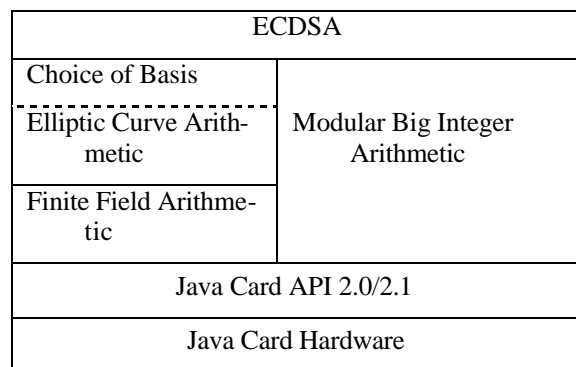 ECDSA
Choice of Basis
Elliptic Curve Arith-
metic
Modular Big Integer
Arithmetic
Finite Field Arithme-
tic
Java Card API 2.0/2.1
Java Card Hardware